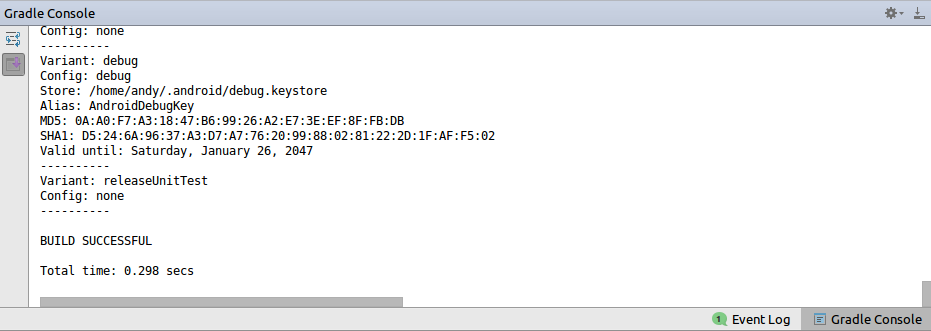 Gradle Console
Config: none
----------
Variant: debug
Config: debug
Store: /home/andy/.android/debug.keystore
Alias: AndroidDebugKey
MD5: 0A:A0:F7:A3:18:47:B6:99:26:A2:E7:3E:EF:8F:FB:DB
SHA1: D5:24:6A:96:37:A3:D7:A7:76:20:99:88:02:81:22:2D:1F:AF:F5:02
Valid until: Saturday, January 26, 2047
----------
Variant: releaseUnitTest
Config: none
----------
BUILD SUCCESSFUL
Total time: 0.298 secs
1 Event Log Gradle Console